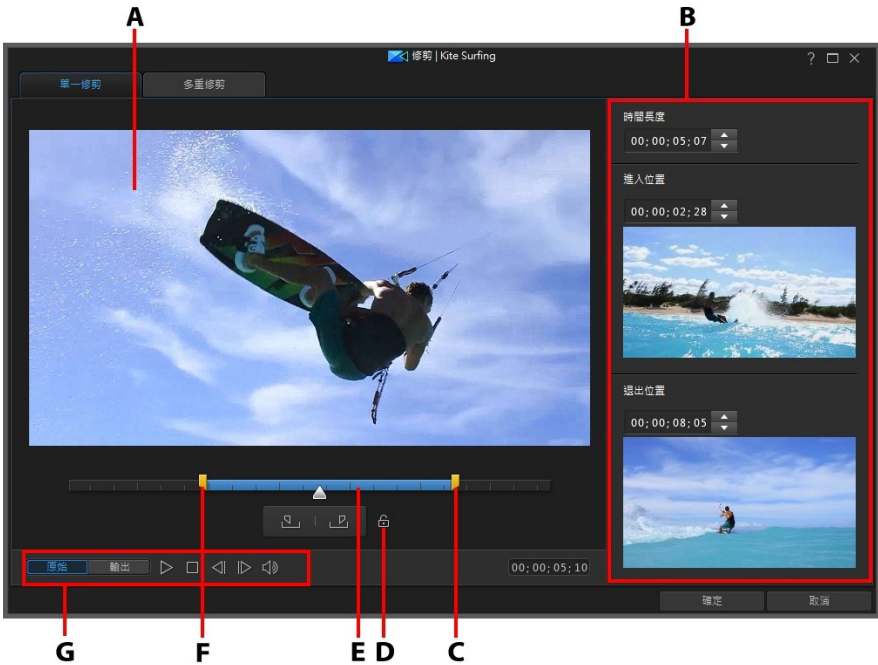 A
B
修剪 | Kite Surfing
?
單一修剪
多重修剪
時間長度
00;00;05;07
進入位置
00;00;02;28
退出位置
00;00;08;05
原始
輸出
00;00;05;10
確定
取消
G
F
E
D
C